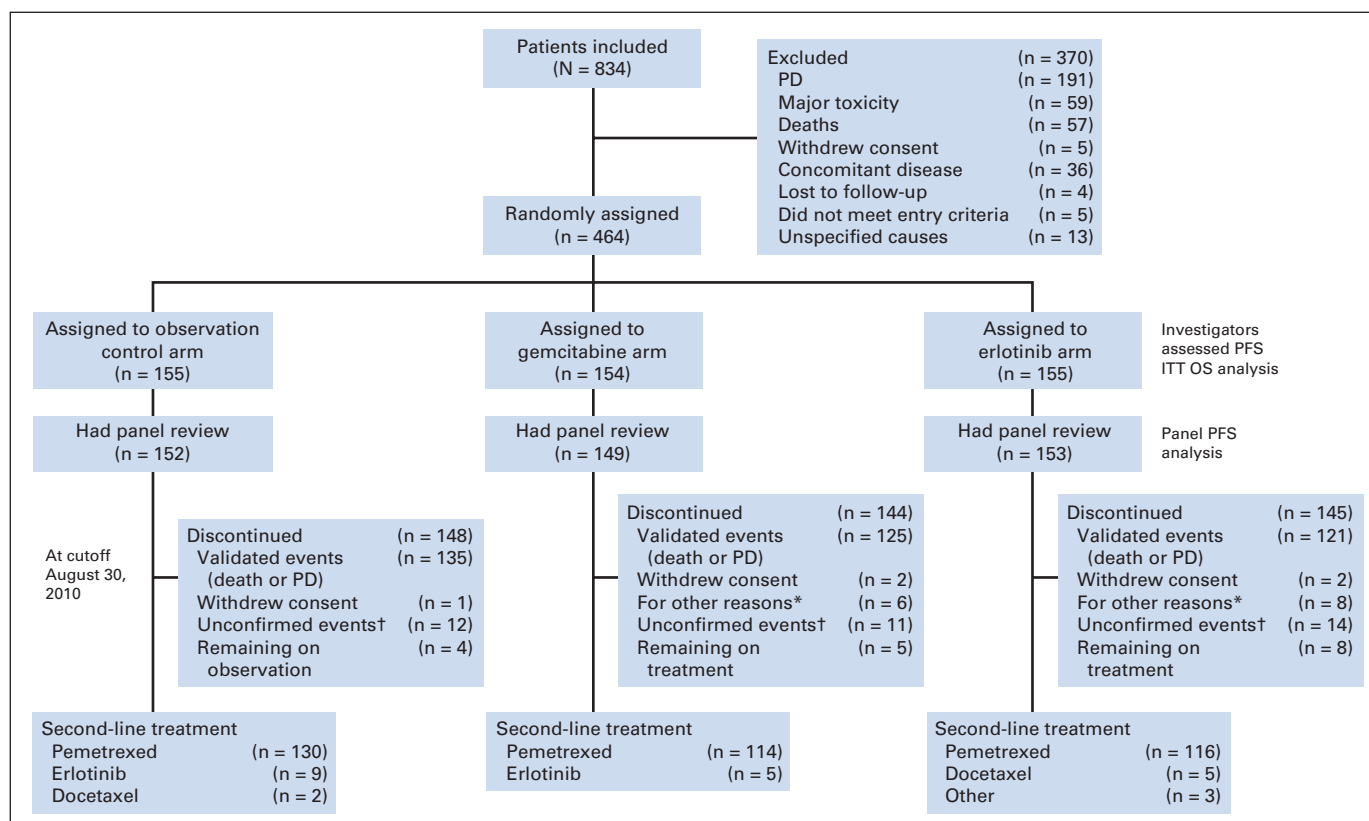 Patients included
(N = 834)
Excluded (n = 370)
PD (n = 191)
Major toxicity (n = 59)
Deaths (n = 57)
Withdrew consent (n = 5)
Concomitant disease (n = 36)
Lost to follow-up (n = 4)
Did not meet entry criteria (n = 5)
Unspecified causes (n = 13)
Randomly assigned
(n = 464)
Assigned to observation
control arm
(n = 155)
Assigned to
gemcitabine arm
(n = 154)
Assigned to
erlotinib arm
(n = 155)
Investigators
assessed PFS
ITT OS analysis
Had panel review
(n = 152)
Had panel review
(n = 149)
Had panel review
(n = 153)
Panel PFS
analysis
At cutoff
August 30,
2010
Discontinued (n = 148)
Validated events (n = 135)
(death or PD)
Withdrew consent (n = 1)
Unconfirmed events† (n = 12)
Remaining on (n = 4)
observation
Discontinued (n = 144)
Validated events (n = 125)
(death or PD)
Withdrew consent (n = 2)
For other reasons* (n = 6)
Unconfirmed events† (n = 11)
Remaining on (n = 5)
treatment
Discontinued (n = 145)
Validated events (n = 121)
(death or PD)
Withdrew consent (n = 2)
For other reasons* (n = 8)
Unconfirmed events† (n = 14)
Remaining on (n = 8)
treatment
Second-line treatment
Pemetrexed (n = 130)
Erlotinib (n = 9)
Docetaxel (n = 2)
Second-line treatment
Pemetrexed (n = 114)
Erlotinib (n = 5)
Second-line treatment
Pemetrexed (n = 116)
Docetaxel (n = 5)
Other (n = 3)